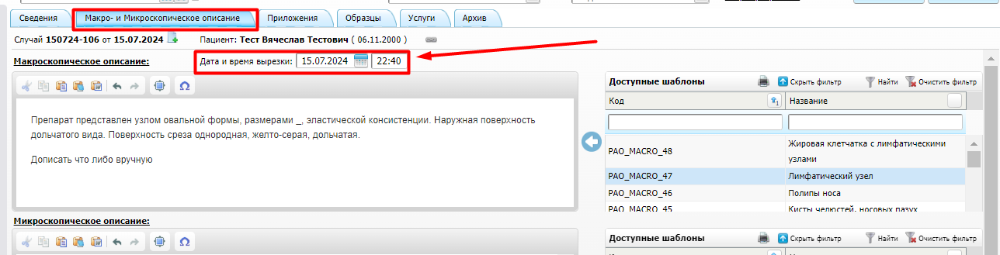 Сведения Макро- и Микроскопическое описание Приложения Образцы Услуги Архив
Случай 150724-106 от 15.07.2024 Пациент: Тест Вячеслав Тестович ( 06.11.2000 )
Макроскопическое описание: Дата и время вырезки: 15.07.2024 22:40
Доступные шаблоны Скрыть фильтр Найти Очистить фильтр
Код 1 Название
Препарат представлен узлом овальной формы, размерами _, эластической консистенции. Наружная поверхность
дольчатого вида. Поверхность среза однородная, желто-серая, дольчатая.
Дописать что либо вручную
PAO_MACRO_48 Жировая клетчатка с лимфатическими
узлами
PAO_MACRO_47 Лимфатический узел
PAO_MACRO_46 Полипы носа
PAO_MACRO_45 Кисты челюстей, носовых пазух
Микроскопическое описание:
Доступные шаблоны Скрыть фильтр Найти Очистить фильтр